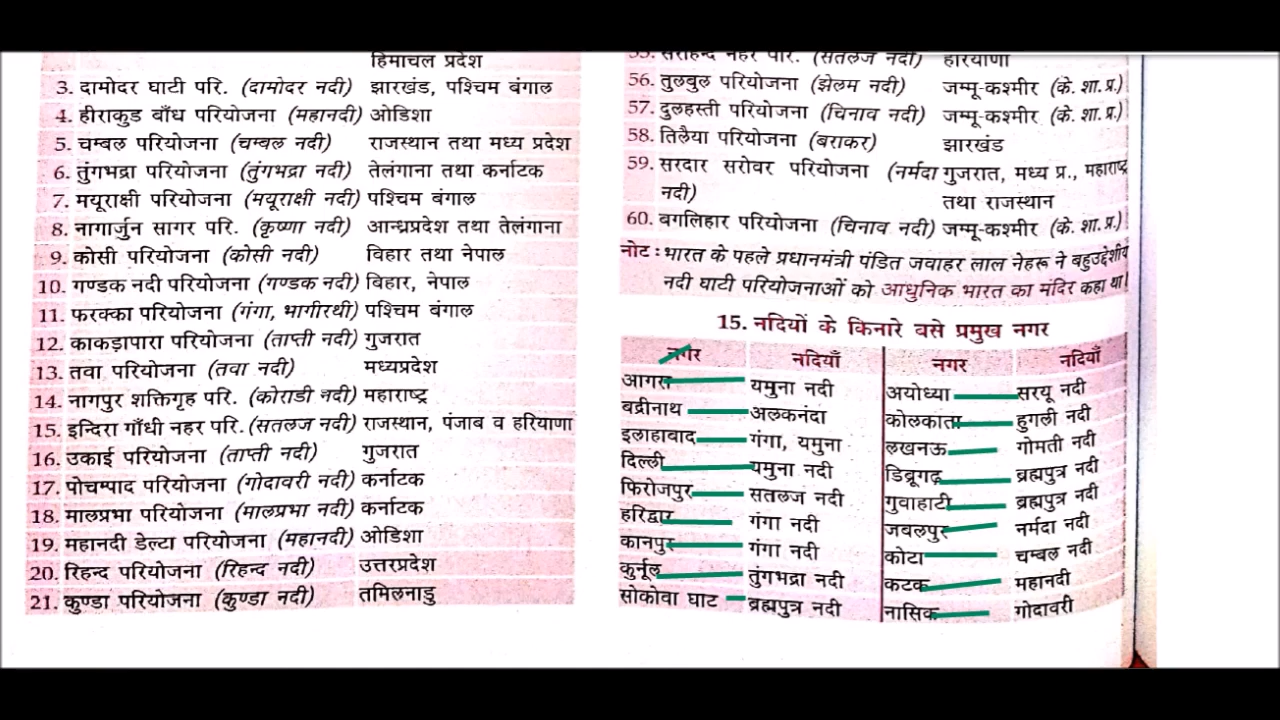 हिमाचल प्रदेश
3. दामोदर घाटी परि. (दामोदर नदी) झारखंड, पश्चिम बंगाल
4. हीराकुड बाँध परियोजना (महानदी) ओडिशा
5. चम्बल परियोजना (चम्बल नदी) राजस्थान तथा मध्य प्रदेश
6. तुंगभद्रा परियोजना (तुंगभद्रा नदी) तेलंगाना तथा कर्नाटक
7. मयूराक्षी परियोजना (मयूराक्षी नदी) पश्चिम बंगाल
8. नागार्जुन सागर परि. (कृष्णा नदी) आन्ध्रप्रदेश तथा तेलंगाना
9. कोसी परियोजना (कोसी नदी) बिहार तथा नेपाल
10. गण्डक नदी परियोजना (गण्डक नदी) बिहार, नेपाल
11. फरक्का परियोजना (गंगा, भागीरथी) पश्चिम बंगाल
12. काकड़ापारा परियोजना (ताप्ती नदी) गुजरात
13. तवा परियोजना (तवा नदी) मध्यप्रदेश
14. नागपुर शक्तिगृह परि. (कोराडी नदी) महाराष्ट्र
15. इन्दिरा गाँधी नहर परि. (सतलज नदी) राजस्थान, पंजाब व हरियाणा
16. उकाई परियोजना (ताप्ती नदी) गुजरात
17. पोचम्पाद परियोजना (गोदावरी नदी) कर्नाटक
18. मालप्रभा परियोजना (मालप्रभा नदी) कर्नाटक
19. महानदी डेल्टा परियोजना (महानदी) ओडिशा
20. रिहन्द परियोजना (रिहन्द नदी) उत्तरप्रदेश
21. कुण्डा परियोजना (कुण्डा नदी) तमिलनाडु
55. सरहिन्द नहर परि. (सतलज नदी) हरियाणा
56. तुलबुल परियोजना (झेलम नदी) जम्मू-कश्मीर (के. शा. प्र.)
57. दुलहस्ती परियोजना (चिनाव नदी) जम्मू-कश्मीर (के. शा. प्र.)
58. तिलैया परियोजना (बराकर) झारखंड
59. सरदार सरोवर परियोजना (नर्मदा गुजरात, मध्य प्र., महाराष्ट्र
नदी) तथा राजस्थान
60. बगलिहार परियोजना (चिनाव नदी) जम्मू-कश्मीर (के. शा. प्र.)
नोट : भारत के पहले प्रधानमंत्री पंडित जवाहर लाल नेहरू ने बहुउद्देशीय
नदी घाटी परियोजनाओं को आधुनिक भारत का मंदिर कहा था।
15. नदियों के किनारे बसे प्रमुख नगर
नगर नदियाँ नगर नदियाँ
आगरा यमुना नदी अयोध्या सरयू नदी
बद्रीनाथ अलकनंदा कोलकाता हुगली नदी
इलाहाबाद गंगा, यमुना लखनऊ गोमती नदी
दिल्ली यमुना नदी डिब्रूगढ़ ब्रह्मपुत्र नदी
फिरोजपुर सतलज नदी गुवाहाटी ब्रह्मपुत्र नदी
हरिद्वार गंगा नदी जबलपुर नर्मदा नदी
कानपुर गंगा नदी कोटा चम्बल नदी
कुर्नूल तुंगभद्रा नदी कटक महानदी
सोकोवा घाट ब्रह्मपुत्र नदी नासिक गोदावरी